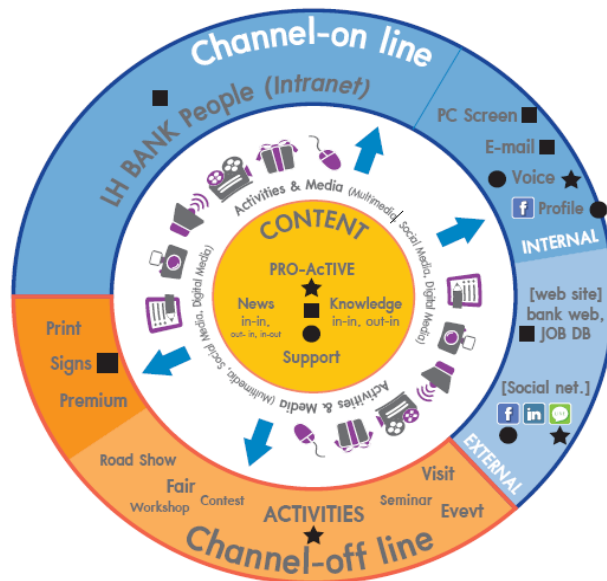 Channel-on line
LH BANK People (Intranet)
PC Screen
E-mail
Voice
f Profile
INTERNAL
[web site]
bank web,
JOB DB
[Social net.]
f in
EXTERNAL
Activities & Media (Multimedia, Social Media, Digital Media)
CONTENT
PRO-AcTIVE
News
in-in,
out- in, in-out
Knowledge
in-in, out-in
Support
Activities & Media (Multimedia, Social Media, Digital Media)
Print
Signs
Premium
Road Show
Fair
Workshop
Contest
ACTIVITIES
Seminar
Visit
Evevt
Channel-off line